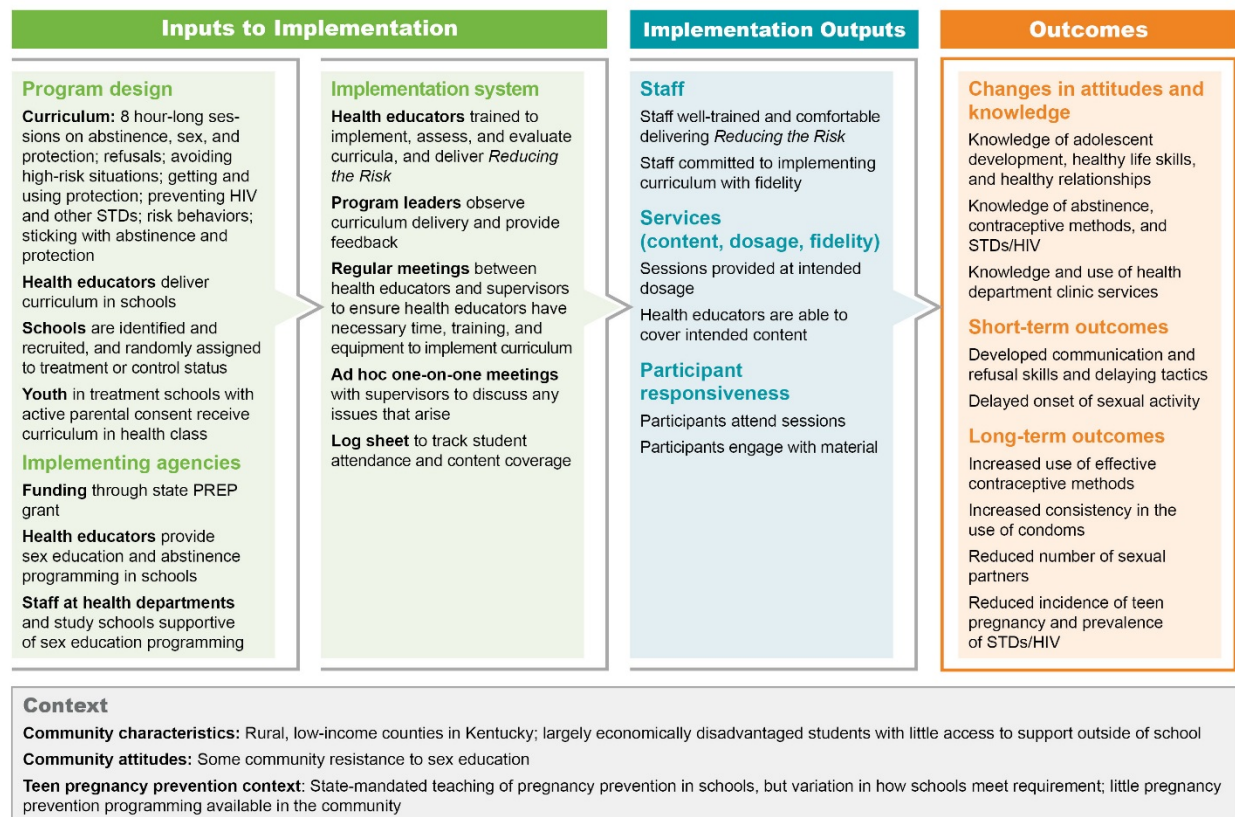 Inputs to Implementation
Program design
Curriculum: 8 hour-long ses-
sions on abstinence, sex, and
protection; refusals; avoiding
high-risk situations; getting and
using protection; preventing HIV
and other STDs; risk behaviors;
sticking with abstinence and
protection
Health educators deliver
curriculum in schools
Schools are identified and
recruited, and randomly assigned
to treatment or control status
Youth in treatment schools with
active parental consent receive
curriculum in health class
Implementing agencies
Funding through state PREP
grant
Health educators provide
sex education and abstinence
programming in schools
Staff at health departments
and study schools supportive
of sex education programming
Implementation system
Health educators trained to
implement, assess, and evaluate
curricula, and deliver Reducing
the Risk
Program leaders observe
curriculum delivery and provide
feedback
Regular meetings between
health educators and supervisors
to ensure health educators have
necessary time, training, and
equipment to implement curriculum
Ad hoc one-on-one meetings
with supervisors to discuss any
issues that arise
Log sheet to track student
attendance and content coverage
Implementation Outputs
Staff
Staff well-trained and comfortable
delivering Reducing the Risk
Staff committed to implementing
curriculum with fidelity
Services
(content, dosage, fidelity)
Sessions provided at intended
dosage
Health educators are able to
cover intended content
Participant
responsiveness
Participants attend sessions
Participants engage with material
Outcomes
Changes in attitudes and
knowledge
Knowledge of adolescent
development, healthy life skills,
and healthy relationships
Knowledge of abstinence,
contraceptive methods, and
STDs/HIV
Knowledge and use of health
department clinic services
Short-term outcomes
Developed communication and
refusal skills and delaying tactics
Delayed onset of sexual activity
Long-term outcomes
Increased use of effective
contraceptive methods
Increased consistency in the
use of condoms
Reduced number of sexual
partners
Reduced incidence of teen
pregnancy and prevalence
of STDs/HIV
Context
Community characteristics: Rural, low-income counties in Kentucky; largely economically disadvantaged students with little access to support outside of school
Community attitudes: Some community resistance to sex education
Teen pregnancy prevention context: State-mandated teaching of pregnancy prevention in schools, but variation in how schools meet requirement; little pregnancy
prevention programming available in the community